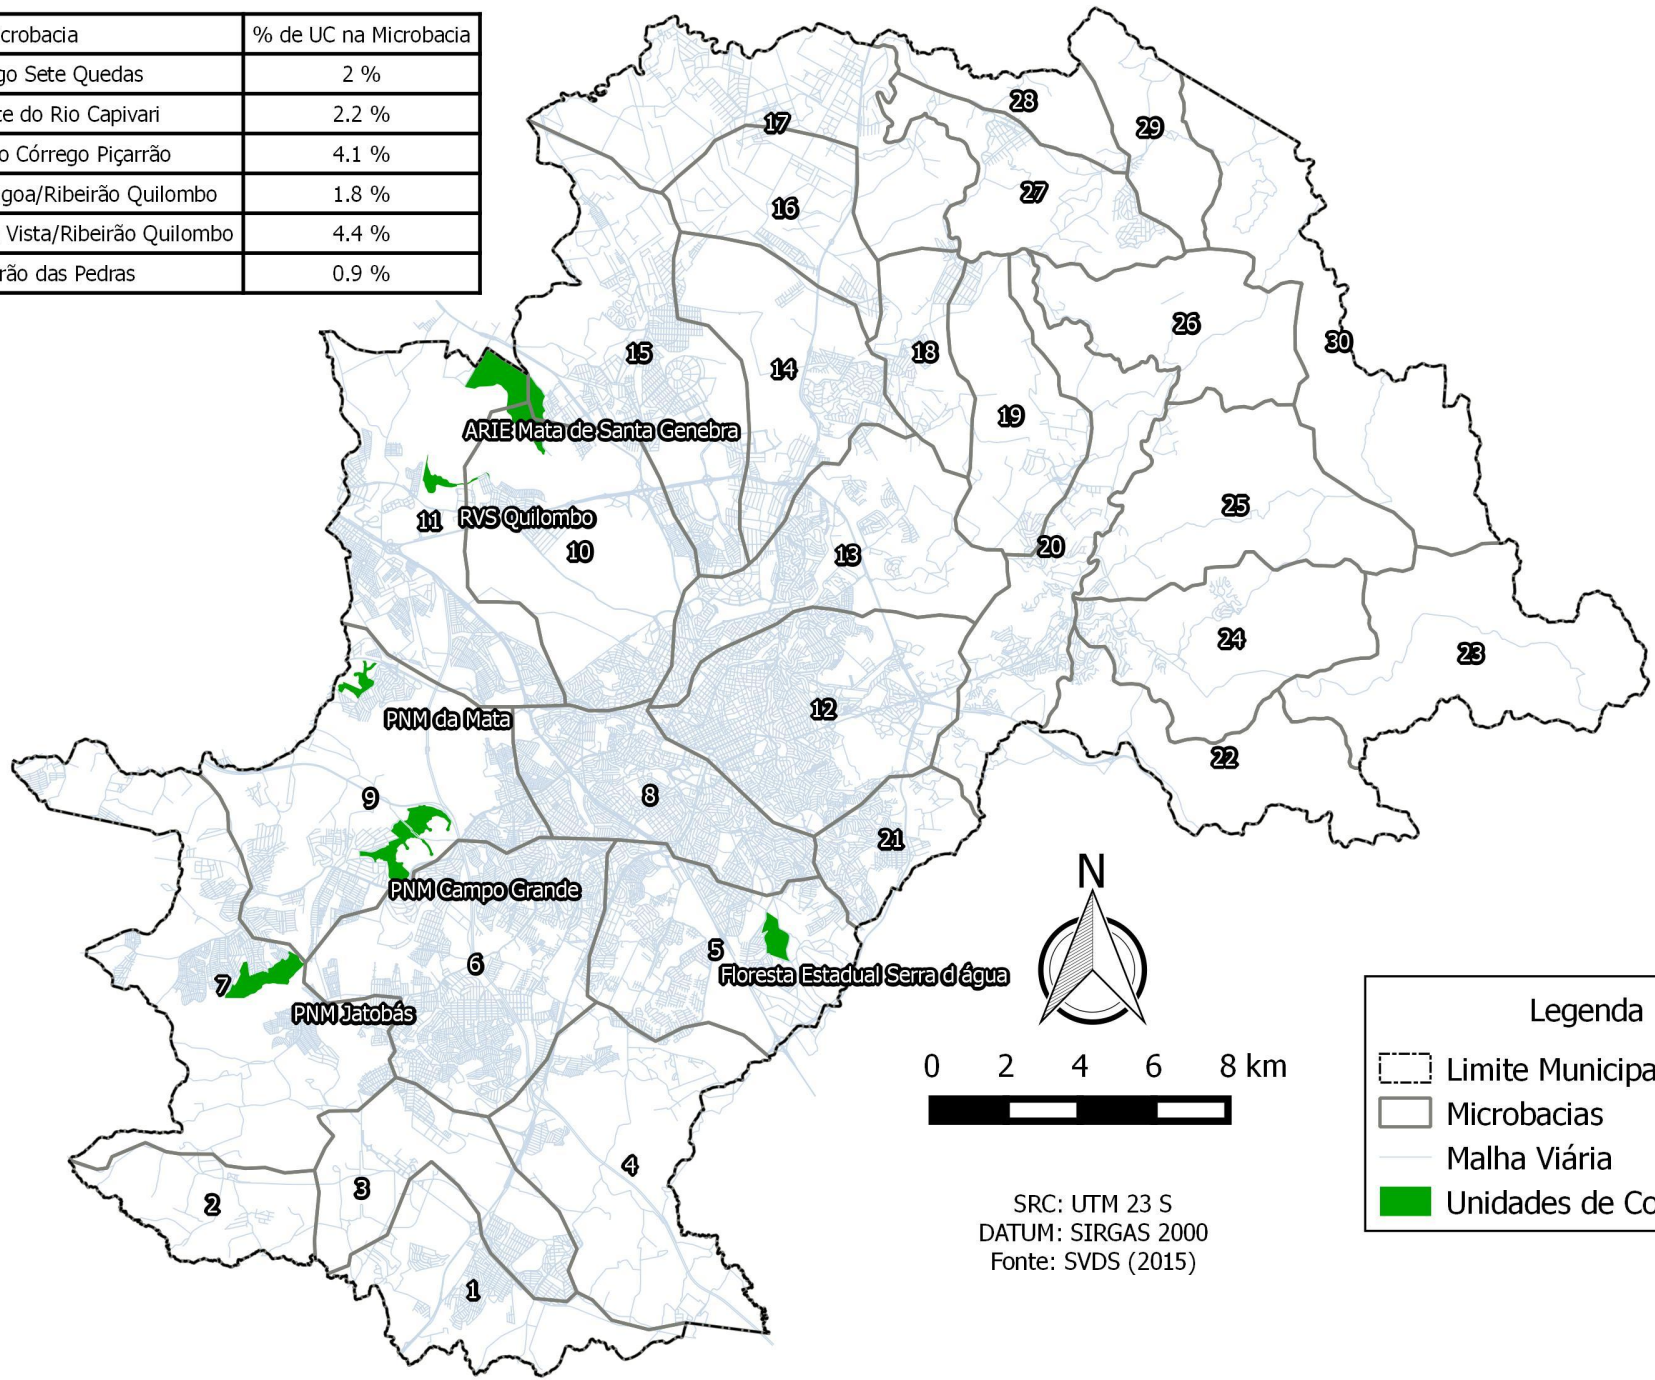 crobacia % de UC na Microbacia
go Sete Quedas 2 %
te do Rio Capivari 2.2 %
o Córrego Piçarrão 4.1 %
goa/Ribeirão Quilombo 1.8 %
Vista/Ribeirão Quilombo 4.4 %
rão das Pedras 0.9 %
28
29
17
27
16
26
30
18
15
14
19
ARIE Mata de Santa Genebra
25
11
RVS Quilombo
10
13
20
24
23
12
PNM da Mata
22
9
8
21
PNM Campo Grande
5
6
Floresta Estadual Serra d água
7
PNM Jatobás
4
3
2
1
N
0 2 4 6 8 km
SRC: UTM 23 S
DATUM: SIRGAS 2000
Fonte: SVDS (2015)
Legenda
Limite Municipa
Microbacias
Malha Viária
Unidades de Co